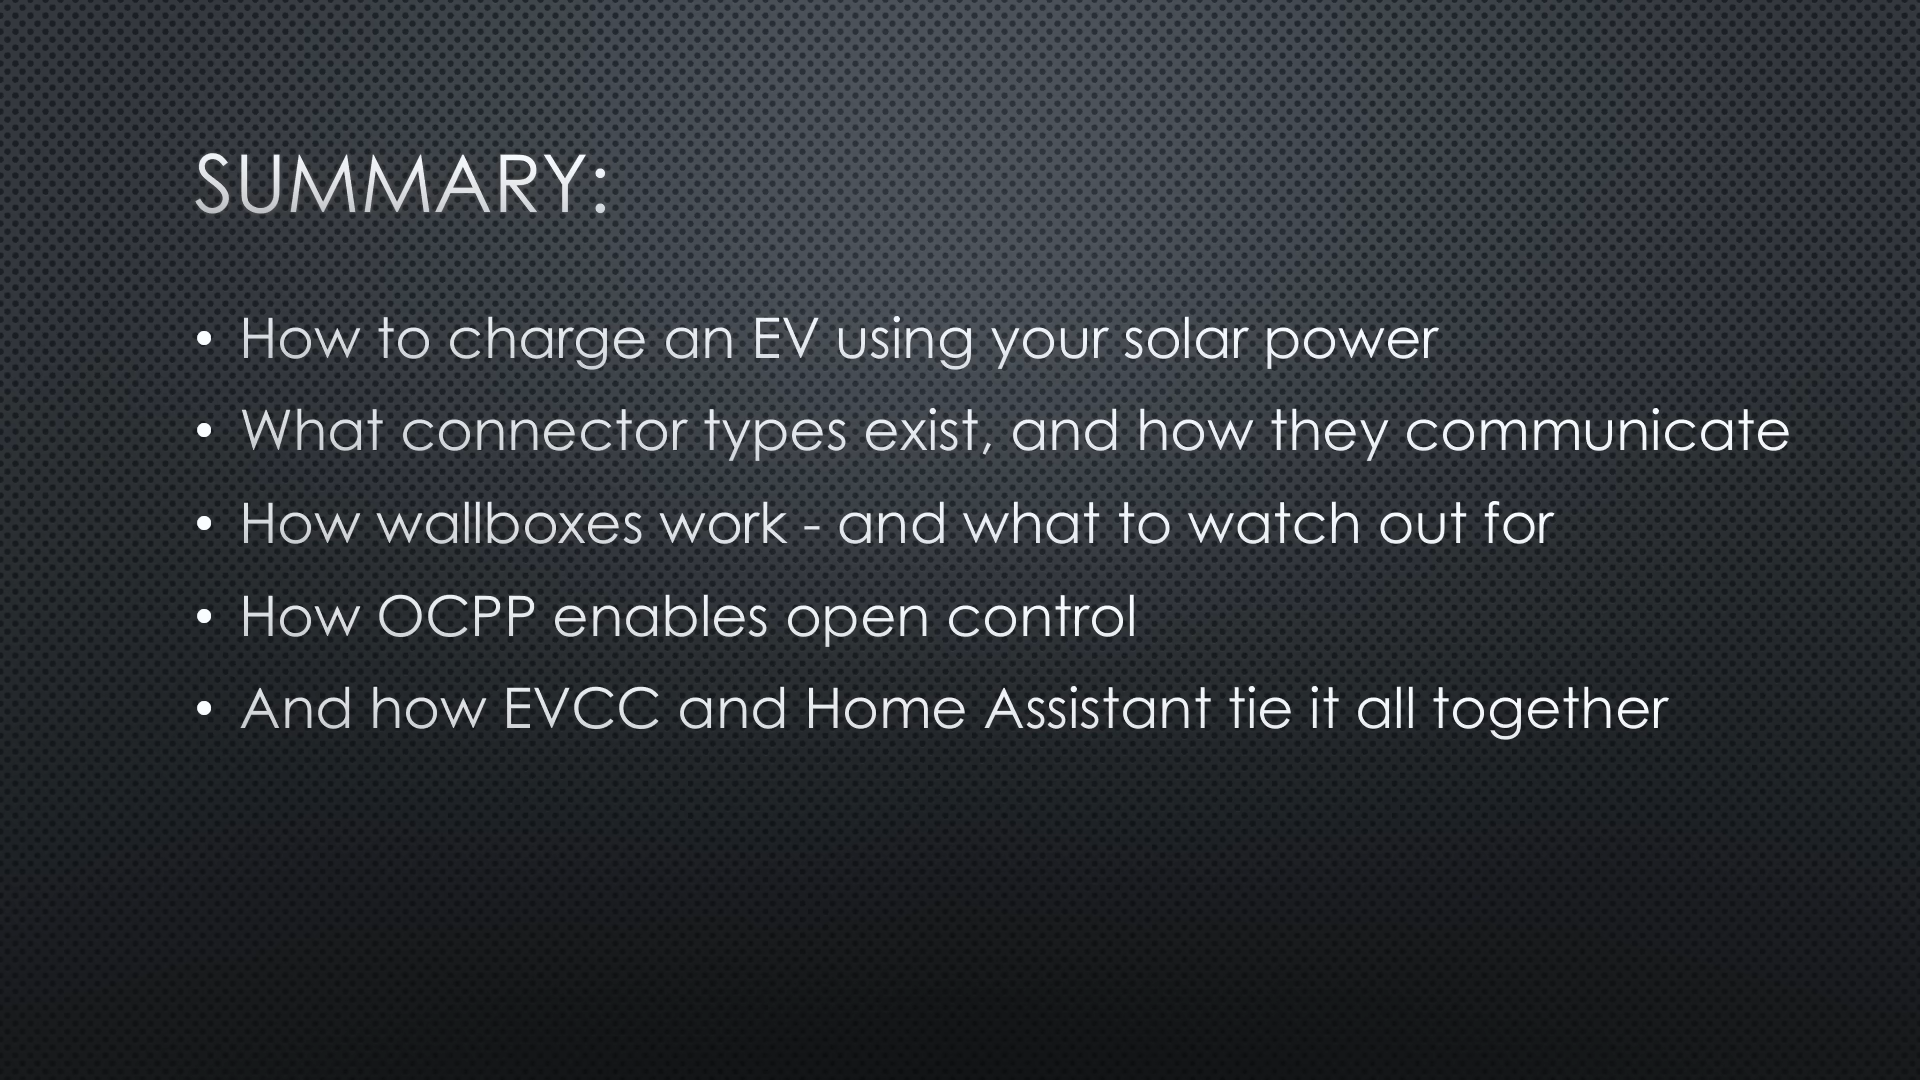 SUMMARY:
• How to charge an EV using your solar power
• What connector types exist, and how they communicate
• How wallboxes work - and what to watch out for
• How OCPP enables open control
• And how EVCC and Home Assistant tie it all together